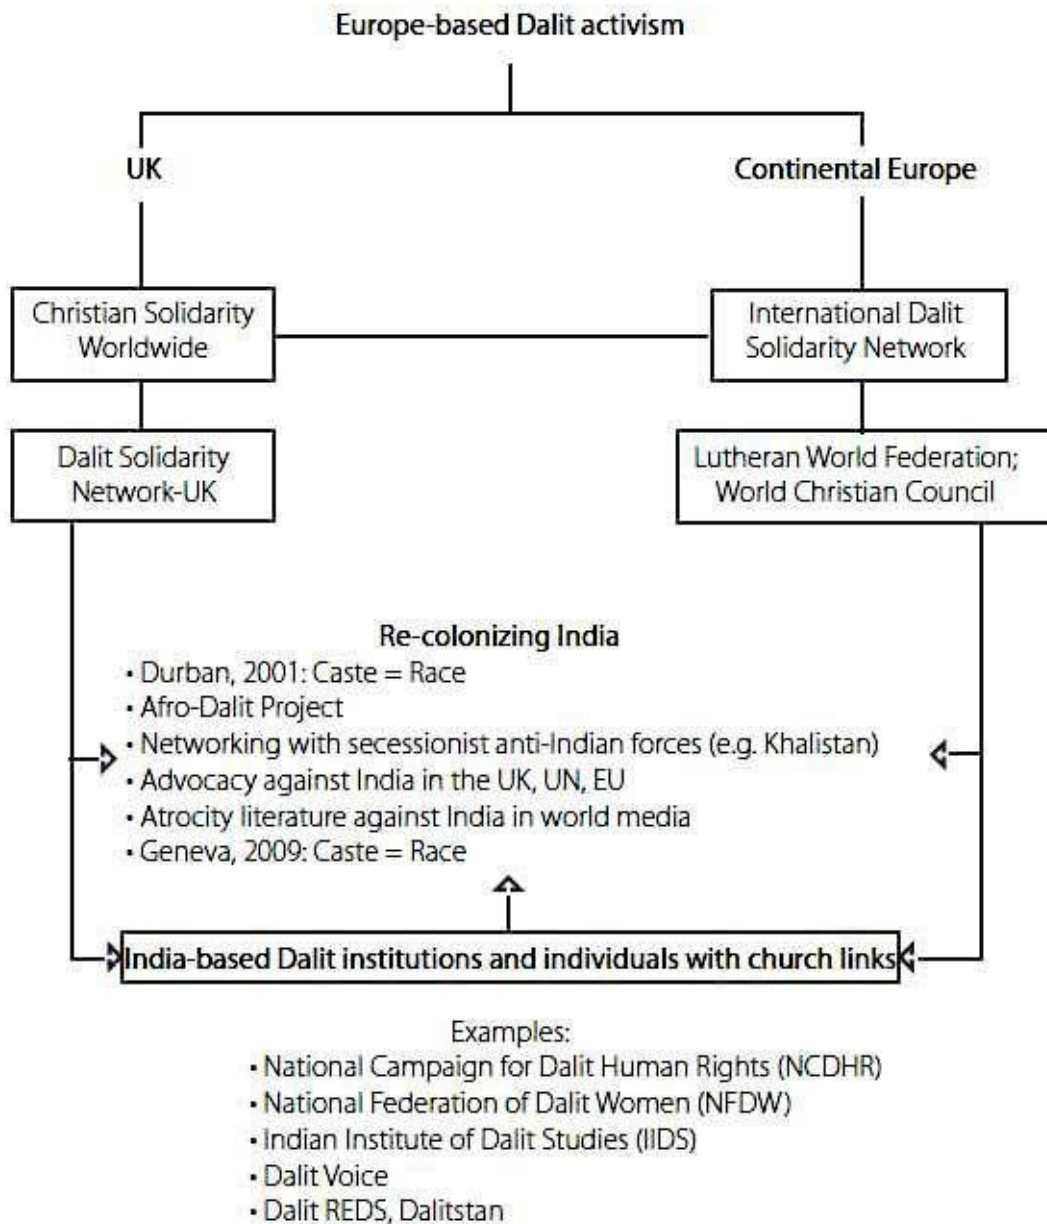 Europe-based Dalit activism
UK
Continental Europe
Christian Solidarity
Worldwide
International Dalit
Solidarity Network
Dalit Solidarity
Network-UK
Lutheran World Federation;
World Christian Council
Re-colonizing India
• Durban, 2001: Caste = Race
• Afro-Dalit Project
• Networking with secessionist anti-Indian forces (e.g. Khalistan)
• Advocacy against India in the UK, UN, EU
• Atrocity literature against India in world media
• Geneva, 2009: Caste = Race
India-based Dalit institutions and individuals with church links
Examples:
• National Campaign for Dalit Human Rights (NCDHR)
• National Federation of Dalit Women (NFDW)
• Indian Institute of Dalit Studies (IIDS)
• Dalit Voice
• Dalit REDS, Dalitstan